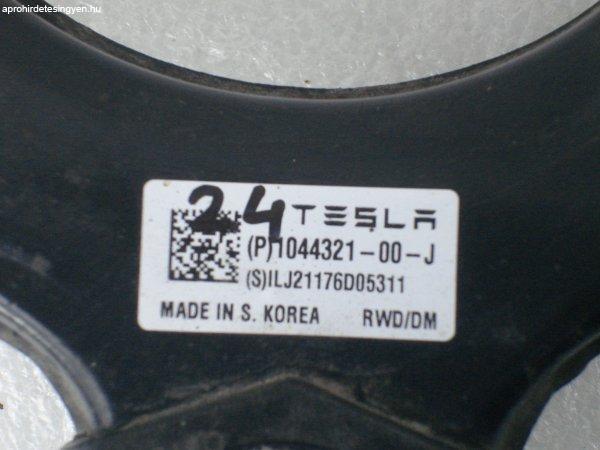 aprohirdetesingyen.hu
24 TESLA
(P)1044321-00-J
(S)ILJ21176D05311
MADE IN S. KOREA RWD/DM